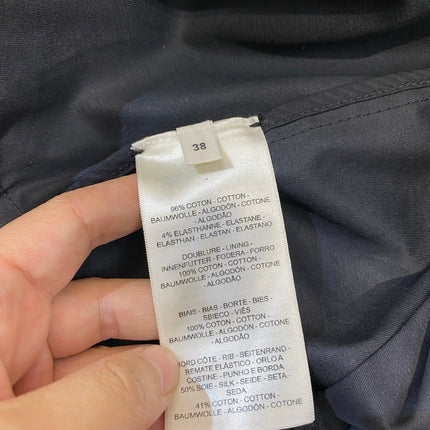 38
96% COTON - COTTON -
BAUMWOLLE - ALGODÓN - COTONE -
ALGODÃO
4% ELASTHANNE - ELASTANE -
ELASTHAN - ELASTAN - ELASTANO
DOUBLURE - LINING -
INNENFUTTER - FODERA - FORRO
100% COTON - COTTON -
BAUMWOLLE - ALGODÓN - COTONE -
ALGODÃO
BIAIS - BIAS - BORTE - BIES -
SBIECO - VIÉS
100% COTON - COTTON -
BAUMWOLLE - ALGODÓN - COTONE -
ALGODÃO
BORD CÔTE - RIB - SEITENRAND -
REMATE ELÁSTICO - ORLO A
COSTINE - PUNHO E BARRA
50% SOIE - SILK - SEIDE - SETA -
SEDA
41% COTON - COTTON -
BAUMWOLLE - ALGODÓN - COTONE -